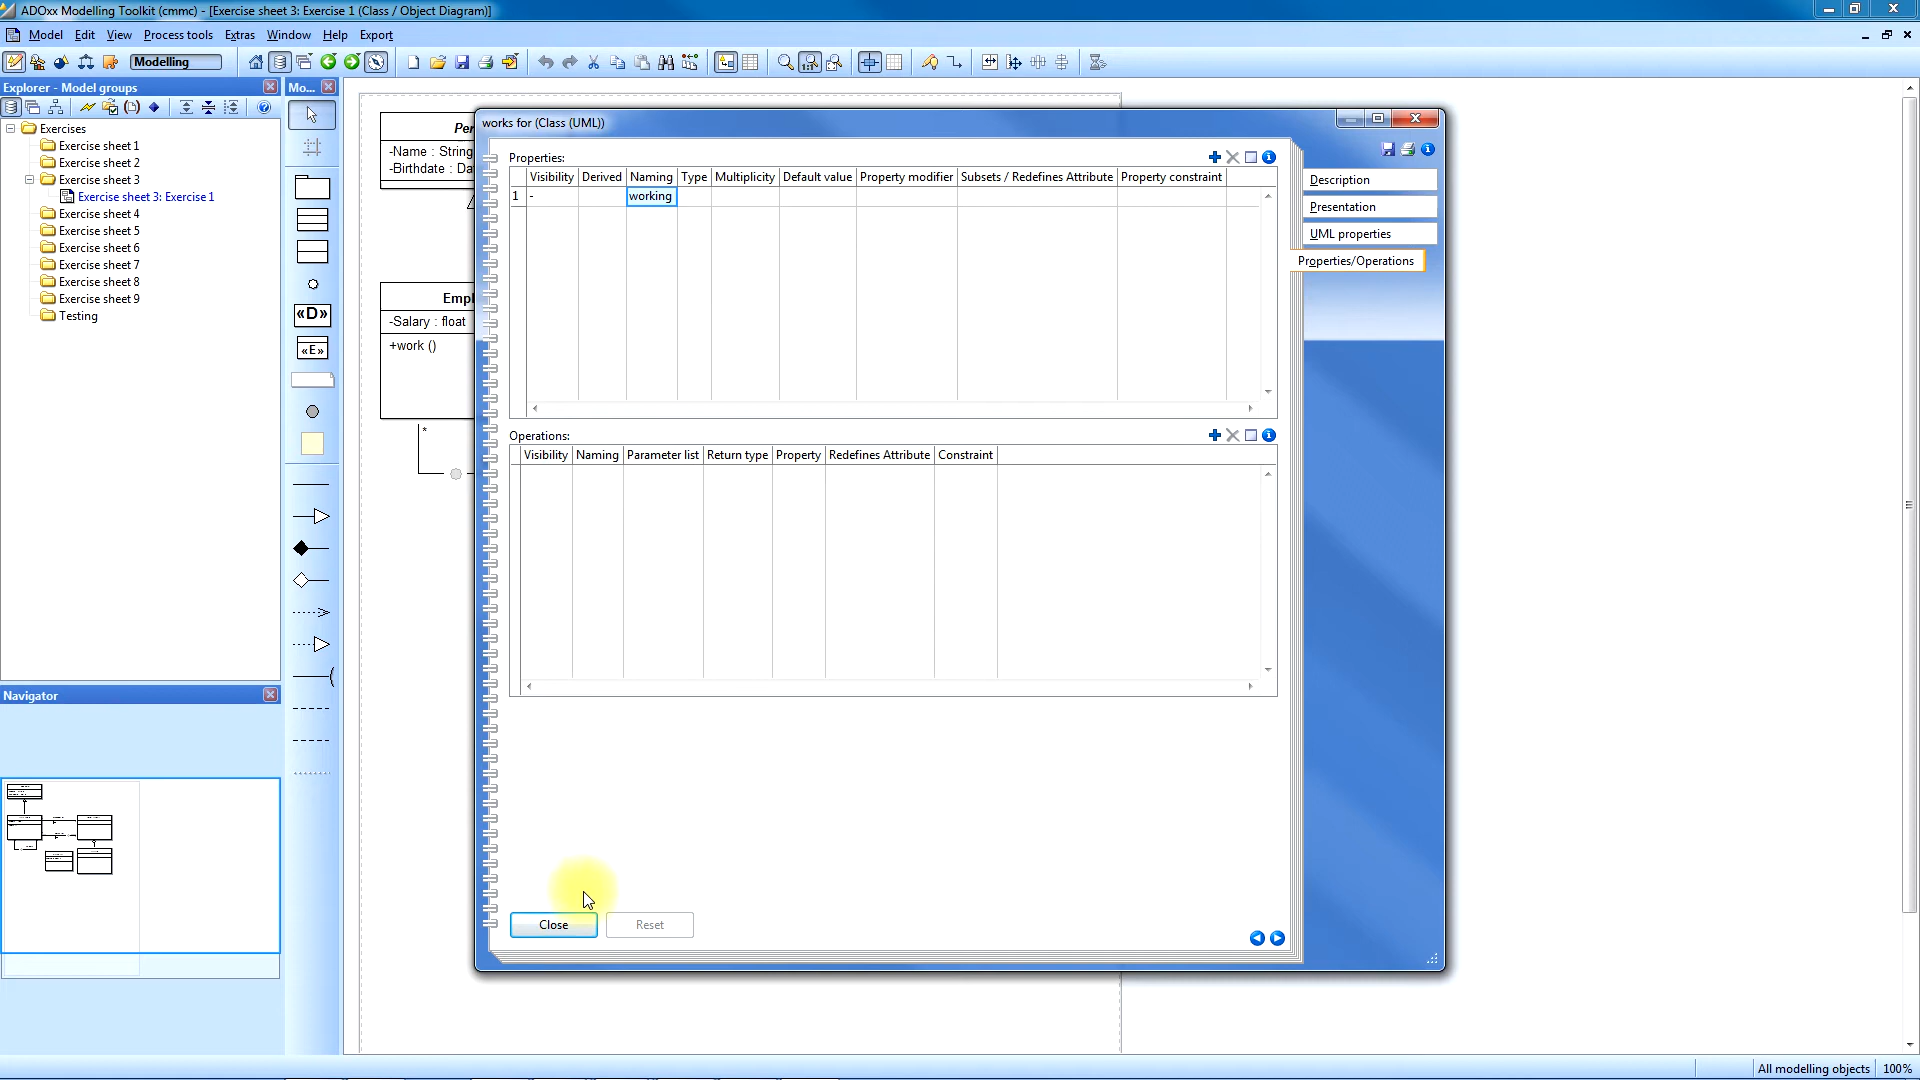 ADOxx Modelling Toolkit (cmmc) - [Exercise sheet 3: Exercise 1 (Class / Object Diagram)]
Model Edit View Process tools Extras Window Help Export
Modelling
Explorer - Model groups
Mo...
Exercises
Exercise sheet 1
Exercise sheet 2
Exercise sheet 3
Exercise sheet 3: Exercise 1
Exercise sheet 4
Exercise sheet 5
Exercise sheet 6
Exercise sheet 7
Exercise sheet 8
Exercise sheet 9
Testing
Navigator
«D»
«E»
Per
-Name : String
-Birthdate : Da
Empl
-Salary : float
+work ()
*
works for (Class (UML))
Properties:
Visibility Derived Naming Type Multiplicity Default value Property modifier Subsets / Redefines Attribute Property constraint
1 - working
Operations:
Visibility Naming Parameter list Return type Property Redefines Attribute Constraint
Close Reset
Description
Presentation
UML properties
Properties/Operations
All modelling objects 100%